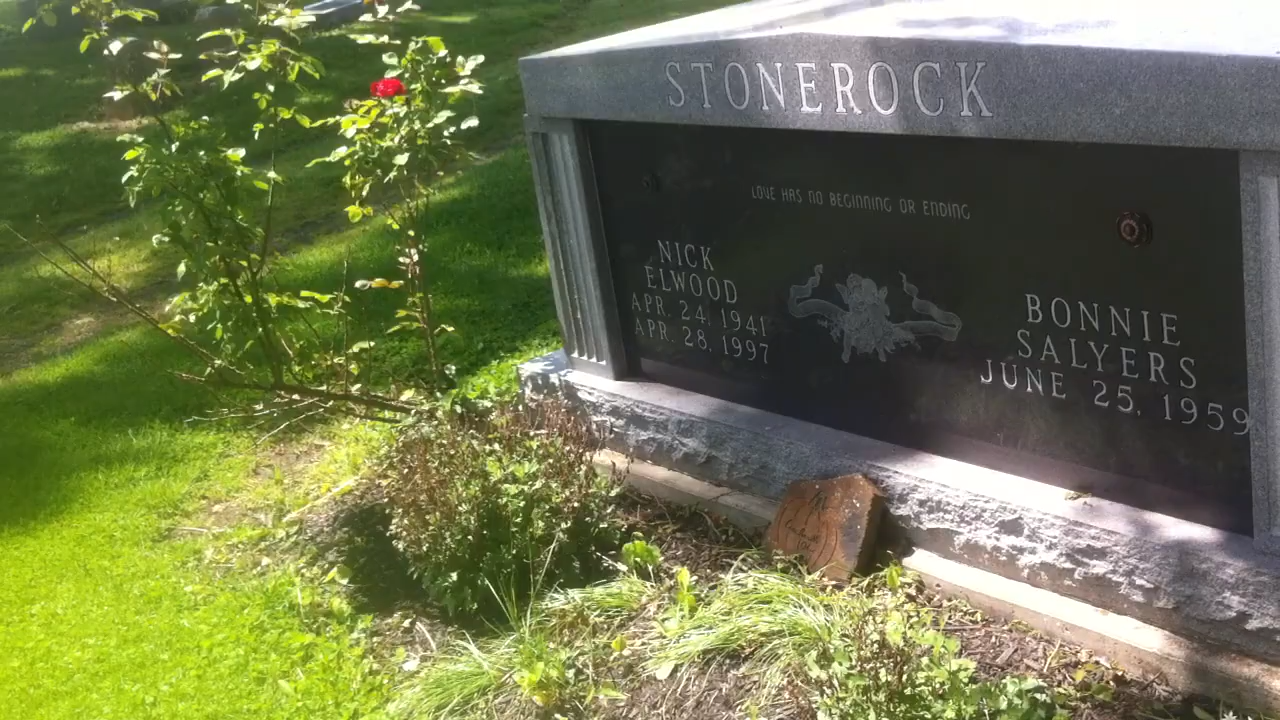 STONEROCK
LOVE HAS NO BEGINNING OR ENDING
NICK
ELWOOD
APR. 24, 1941
APR. 28, 1997
BONNIE
SALYERS
JUNE 25, 1959